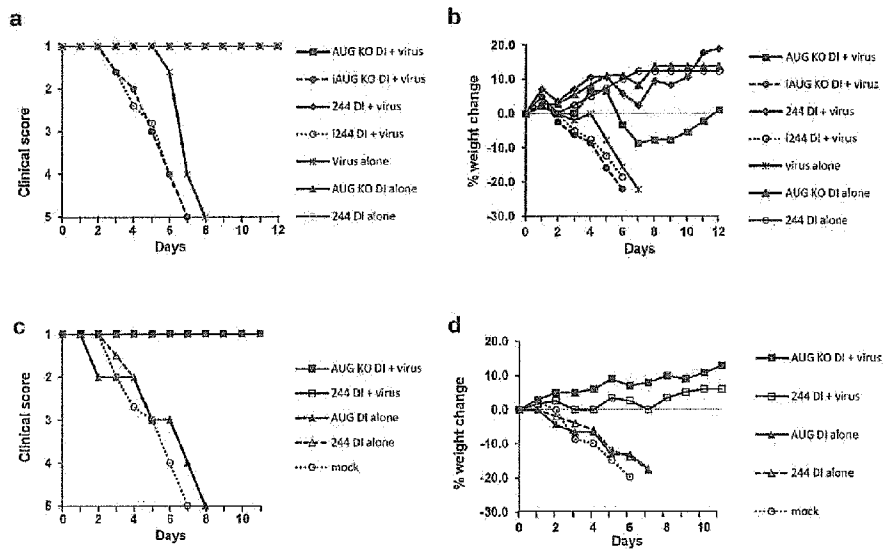 a
Clinical score
1
2
3
4
5
0 2 4 6 8 10 12
Days
AUG KO DI + virus
iAUG KO DI + virus
244 DI + virus
i244 DI + virus
Virus alone
AUG KO DI alone
244 DI alone
b
% weight change
20.0
10.0
0.0
-10.0
-20.0
-30.0
0 2 4 6 8 10 12
Days
AUG KO DI + virus
iAUG KO DI + virus
244 DI + virus
i244 DI + virus
virus alone
AUG KO DI alone
244 DI alone
c
Clinical score
1
2
3
4
5
0 2 4 6 8 10
Days
AUG KO DI + virus
244 DI + virus
AUG DI alone
244 DI alone
mock
d
% weight change
20.0
10.0
0.0
-10.0
-20.0
-30.0
0 2 4 6 8 10
Days
AUG KO DI + virus
244 DI + virus
AUG DI alone
244 DI alone
mock